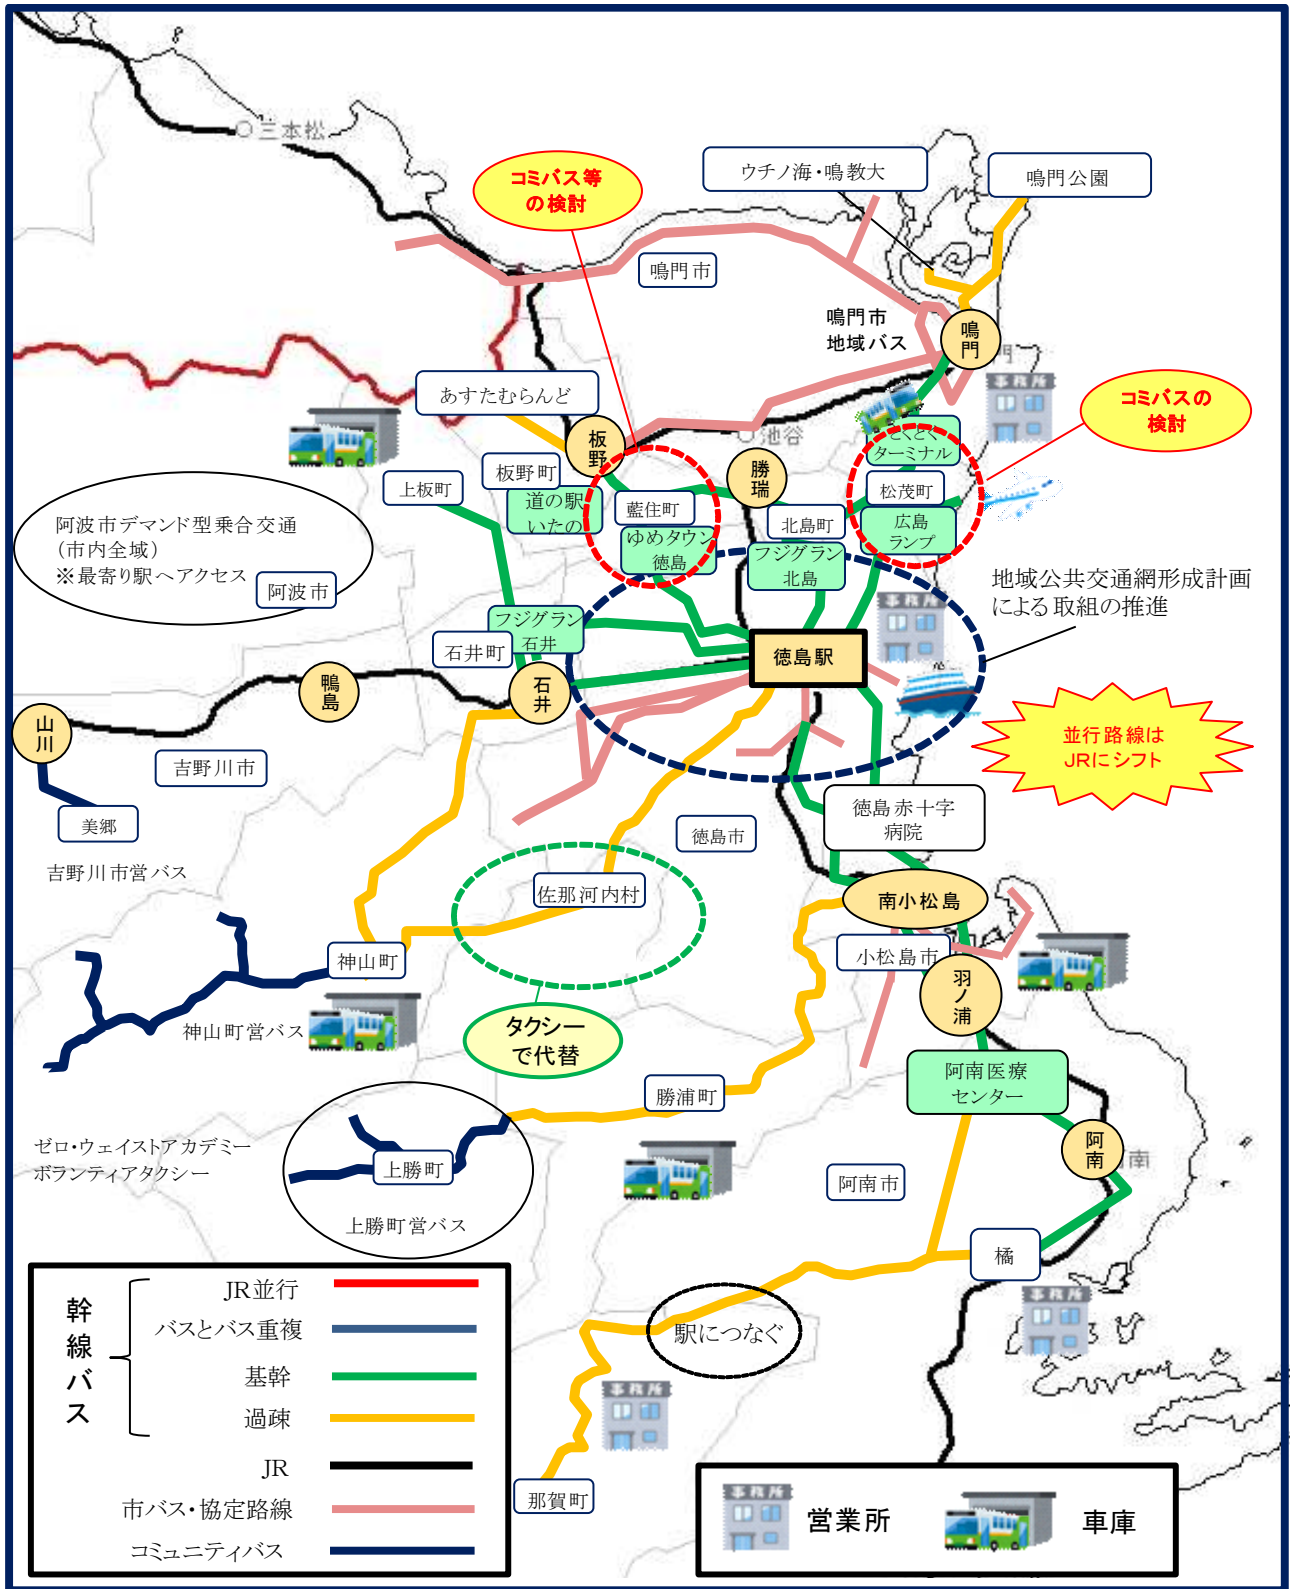 三本松
コミバス等
の検討
ウチノ海・鳴教大
鳴門公園
鳴門市
鳴門市
地域バス
鳴
門
門
事務所
あすたむらんど
コミバスの
検討
板
野
池谷
とくとく
ターミナル
勝
瑞
板野町
上板町
道の駅
いたの
藍住町
松茂町
北島町
広島
ランプ
ゆめタウン
徳島
フジグラン
北島
阿波市デマンド型乗合交通
(市内全域)
※最寄り駅へアクセス
阿波市
地域公共交通網形成計画
による取組の推進
事務所
フジグラン
石井
石井町
徳島駅
鴨
島
石
井
山
川
並行路線は
JRにシフト
吉野川市
美郷
徳島赤十字
病院
徳島市
吉野川市営バス
佐那河内村
南小松島
小松島市
神山町
羽
ノ
浦
神山町営バス
タクシー
で代替
阿南医療
センター
勝浦町
阿
南
南
ゼロ・ウェイストアカデミー
ボランティアタクシー
上勝町
阿南市
上勝町営バス
橘
事務所
駅につなぐ
事務所
那賀町
幹
線
バ
ス
JR並行
バスとバス重複
基幹
過疎
JR
市バス・協定路線
コミュニティバス
事務所
営業所
車庫